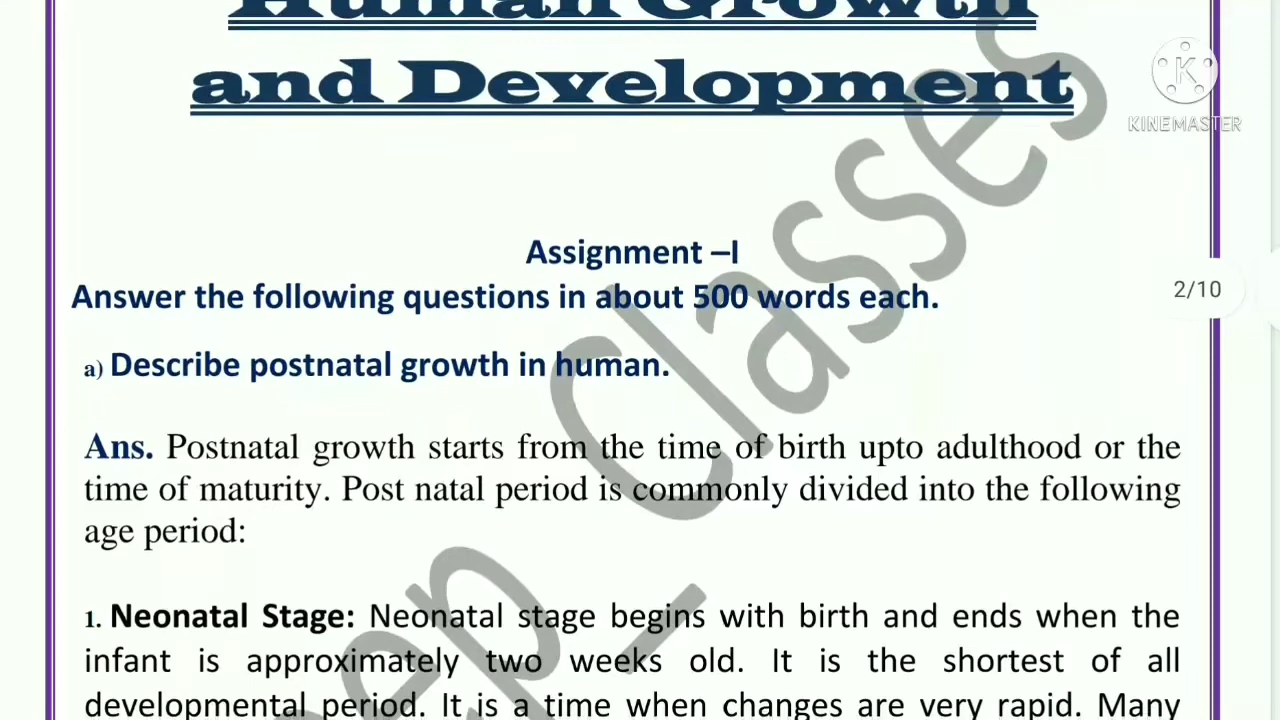 Human Growth
and Development
KINEMASTER
Assignment –I
Answer the following questions in about 500 words each.
2/10
a) Describe postnatal growth in human.
Ans. Postnatal growth starts from the time of birth upto adulthood or the
time of maturity. Post natal period is commonly divided into the following
age period:
1. Neonatal Stage: Neonatal stage begins with birth and ends when the
infant is approximately two weeks old. It is the shortest of all
developmental period. It is a time when changes are very rapid. Many
ep_Classes